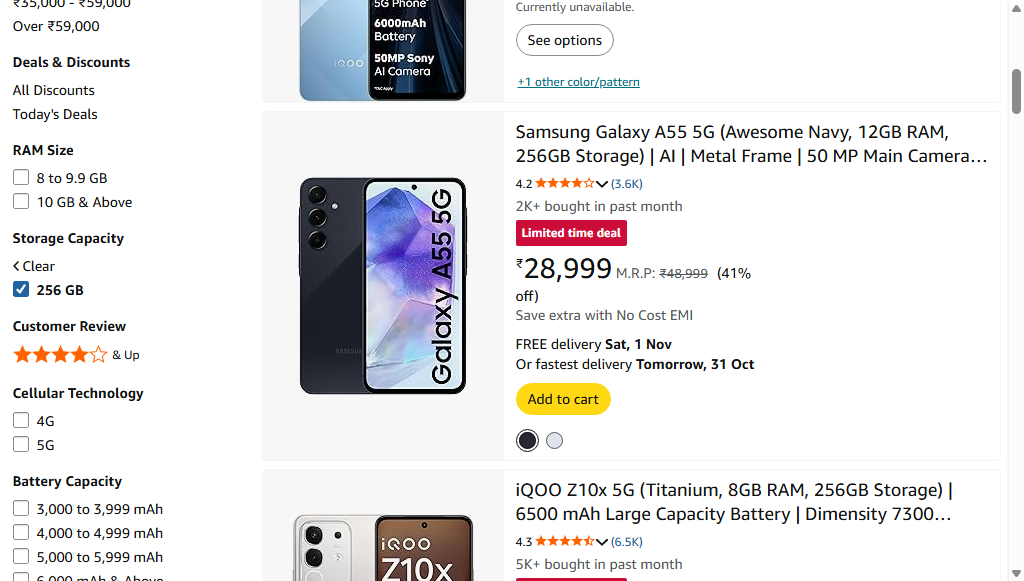 ₹35,000 - ₹59,000
Over ₹59,000
Deals & Discounts
All Discounts
Today's Deals
RAM Size
8 to 9.9 GB
10 GB & Above
Storage Capacity
Clear
256 GB
Customer Review
& Up
Cellular Technology
4G
5G
Battery Capacity
3,000 to 3,999 mAh
4,000 to 4,999 mAh
5,000 to 5,999 mAh
6,000 mAh & Above
5G Phone
6000mAh
Battery
50MP Sony
AI Camera
iQOO
Currently unavailable.
See options
+1 other color/pattern
Galaxy A55 5G
SAMSUNG
Samsung Galaxy A55 5G (Awesome Navy, 12GB RAM,
256GB Storage) | AI | Metal Frame | 50 MP Main Camera...
4.2 (3.6K)
2K+ bought in past month
Limited time deal
₹28,999 M.R.P: ₹48,999 (41%
off)
Save extra with No Cost EMI
FREE delivery Sat, 1 Nov
Or fastest delivery Tomorrow, 31 Oct
Add to cart
iQOO
Z10x
iQOO Z10x 5G (Titanium, 8GB RAM, 256GB Storage) |
6500 mAh Large Capacity Battery | Dimensity 7300...
4.3 (6.5K)
5K+ bought in past month